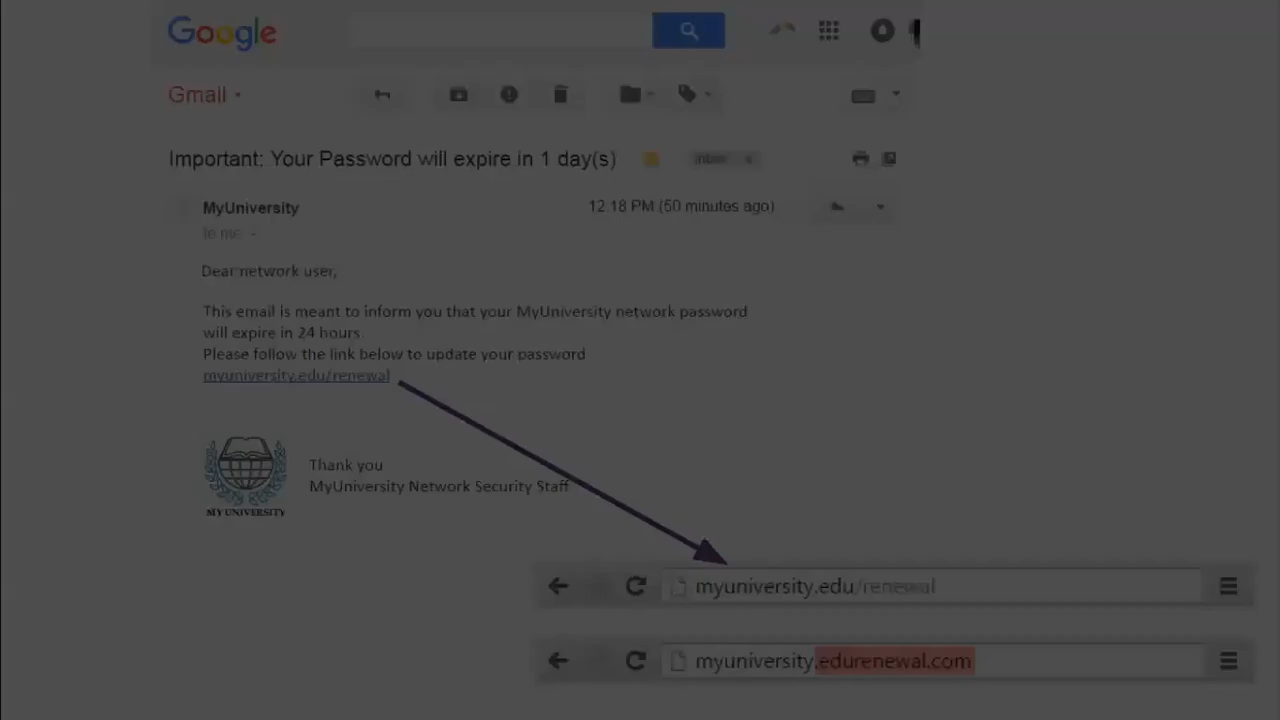 Google
Gmail
Important: Your Password will expire in 1 day(s)
Inbox x
MyUniversity
12:18 PM (50 minutes ago)
to me
Dear network user,
This email is meant to inform you that your MyUniversity network password
will expire in 24 hours.
Please follow the link below to update your password
myuniversity.edu/renewal
Thank you
MyUniversity Network Security Staff
MY UNIVERSITY
myuniversity.edu/renewal
myuniversity.edurenewal.com